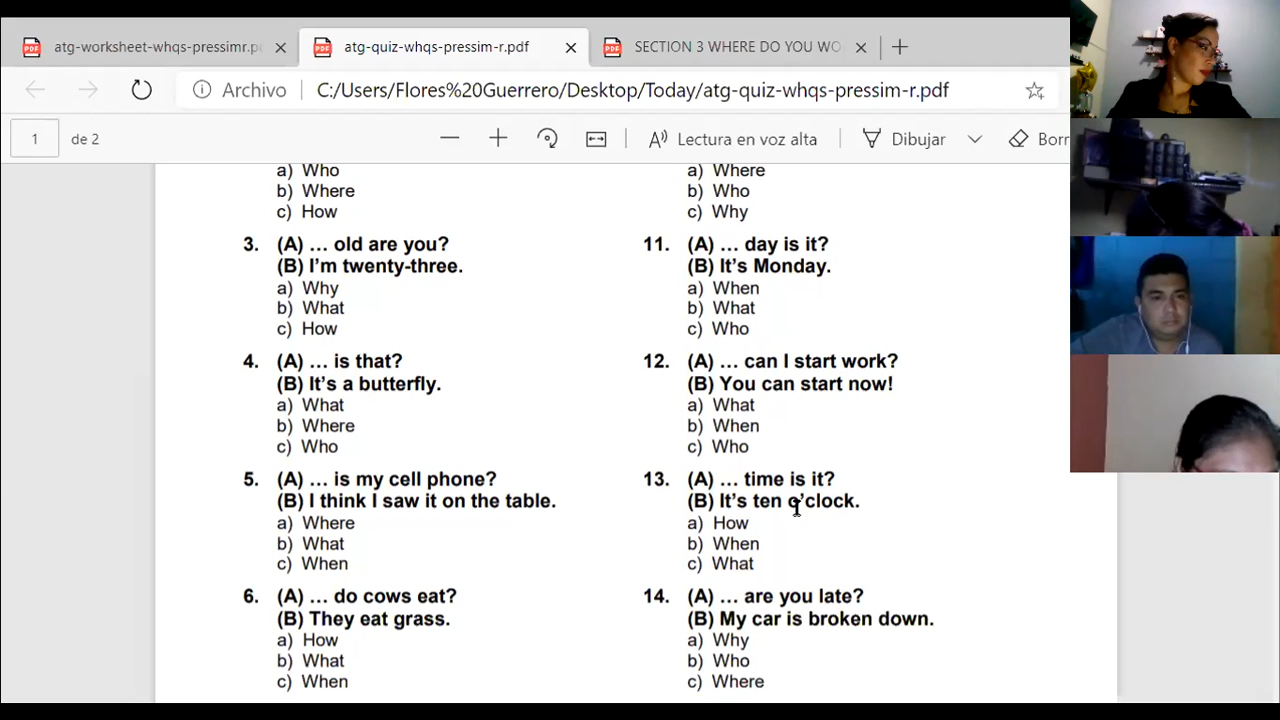 atg-worksheet-whqs-pressimr.p
atg-quiz-whqs-pressim-r.pdf
SECTION 3 WHERE DO YOU WO
Archivo
C:/Users/Flores%20Guerrero/Desktop/Today/atg-quiz-whqs-pressim-r.pdf
1
de 2
Lectura en voz alta
Dibujar
Borr
a) Who
b) Where
c) How
3. (A) … old are you?
(B) I’m twenty-three.
a) Why
b) What
c) How
4. (A) … is that?
(B) It’s a butterfly.
a) What
b) Where
c) Who
5. (A) … is my cell phone?
(B) I think I saw it on the table.
a) Where
b) What
c) When
6. (A) … do cows eat?
(B) They eat grass.
a) How
b) What
c) When
a) Where
b) Who
c) Why
11. (A) … day is it?
(B) It’s Monday.
a) When
b) What
c) Who
12. (A) … can I start work?
(B) You can start now!
a) What
b) When
c) Who
13. (A) … time is it?
(B) It’s ten o’clock.
a) How
b) When
c) What
14. (A) … are you late?
(B) My car is broken down.
a) Why
b) Who
c) Where